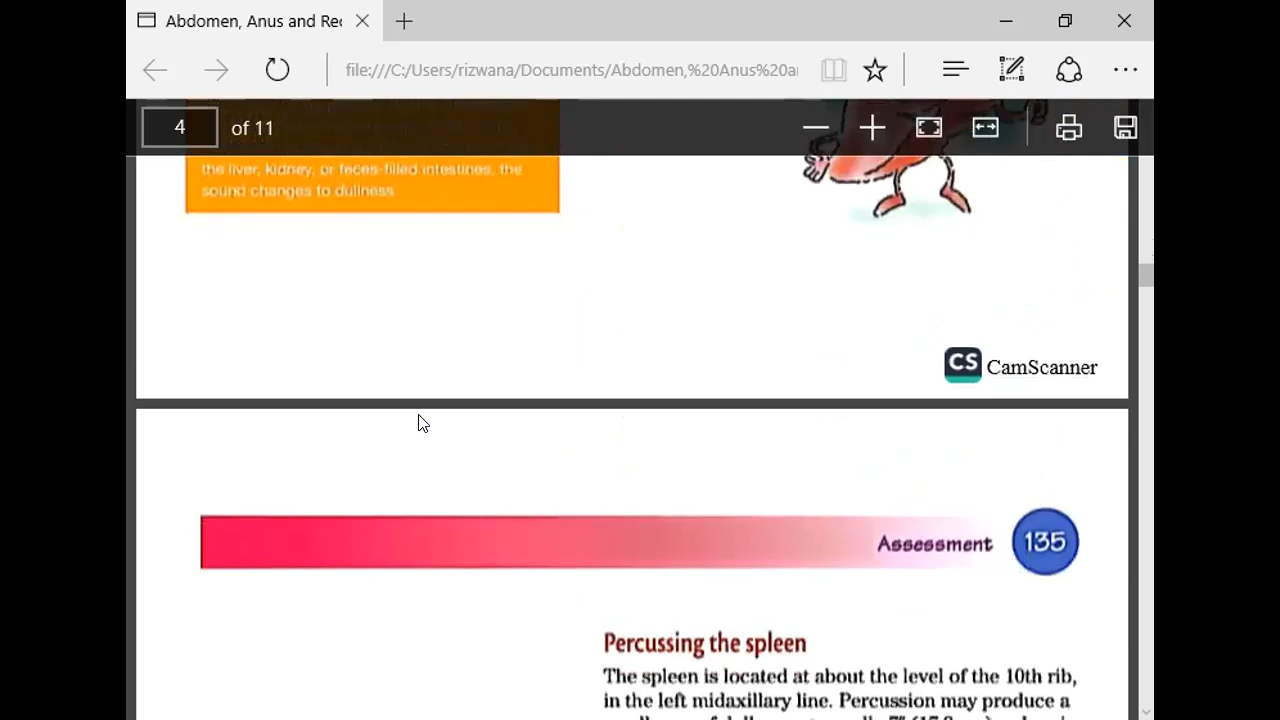 Abdomen, Anus and Rec
file:///C:/Users/rizwana/Documents/Abdomen,%20Anus%20a
4 of 11
the liver, kidney, or feces-filled intestines, the
sound changes to dullness
CS CamScanner
Assessment 135
Percussing the spleen
The spleen is located at about the level of the 10th rib,
in the left midaxillary line. Percussion may produce a